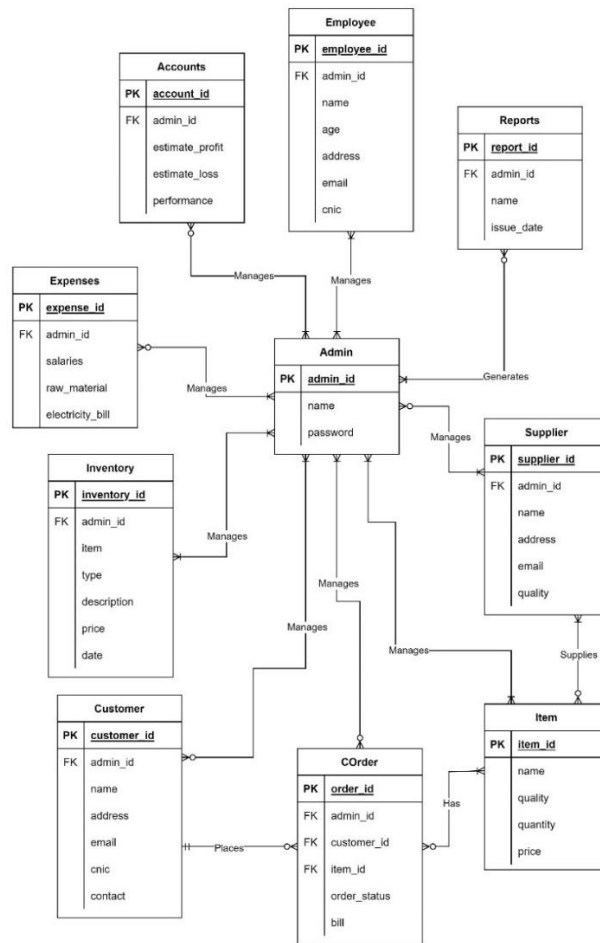 Employee
PK employee_id
FK admin_id
name
age
address
email
cnic
Accounts
PK account_id
FK admin_id
estimate_profit
estimate_loss
performance
Reports
PK report_id
FK admin_id
name
issue_date
Manages
Manages
Expenses
PK expense_id
FK admin_id
salaries
raw_material
electricity_bill
Manages
Admin
PK admin_id
name
password
Generates
Manages
Supplier
PK supplier_id
FK admin_id
name
address
email
quality
Inventory
PK inventory_id
FK admin_id
item
type
description
price
date
Manages
Manages
Manages
Manages
Supplies
Customer
PK customer_id
FK admin_id
name
address
email
cnic
contact
Places
COrder
PK order_id
FK admin_id
FK customer_id
FK item_id
order_status
bill
Has
Item
PK item_id
name
quality
quantity
price